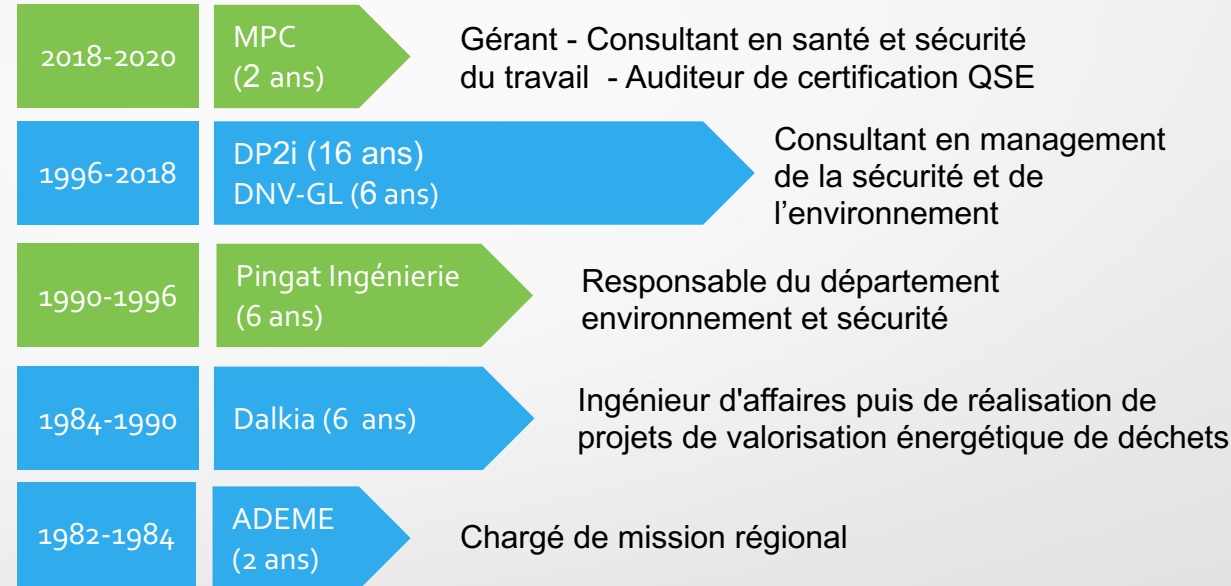 2018-2020
MPC
(2 ans)
Gérant - Consultant en santé et sécurité
du travail - Auditeur de certification QSE
1996-2018
DP2i (16 ans)
DNV-GL (6 ans)
Consultant en management
de la sécurité et de
l’environnement
1990-1996
Pingat Ingénierie
(6 ans)
Responsable du département
environnement et sécurité
1984-1990
Dalkia (6 ans)
Ingénieur d'affaires puis de réalisation de
projets de valorisation énergétique de déchets
1982-1984
ADEME
(2 ans)
Chargé de mission régional